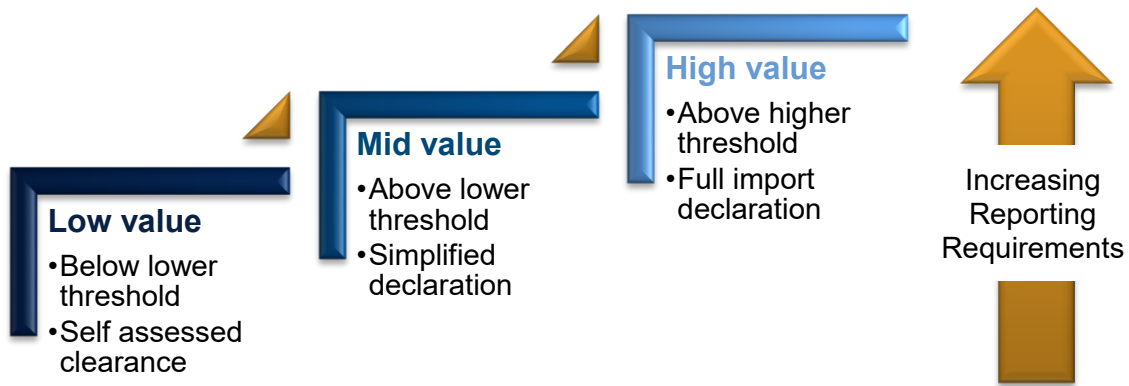 Low value
•Below lower
threshold
•Self assessed
clearance
Mid value
•Above lower
threshold
•Simplified
declaration
High value
•Above higher
threshold
•Full import
declaration
Increasing
Reporting
Requirements